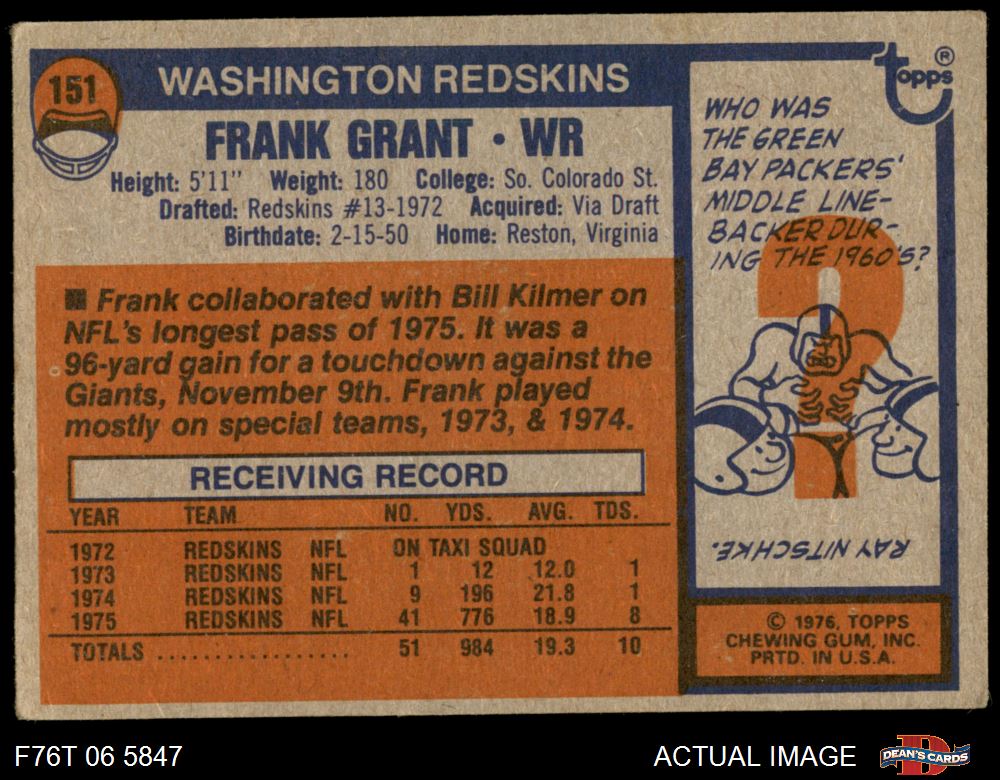 151
WASHINGTON REDSKINS
FRANK GRANT • WR
Height: 5'11" Weight: 180 College: So. Colorado St.
Drafted: Redskins #13-1972 Acquired: Via Draft
Birthdate: 2-15-50 Home: Reston, Virginia
■ Frank collaborated with Bill Kilmer on
NFL's longest pass of 1975. It was a
96-yard gain for a touchdown against the
Giants, November 9th. Frank played
mostly on special teams, 1973, & 1974.
RECEIVING RECORD
YEAR TEAM NO. YDS. AVG. TDS.
1972 REDSKINS NFL ON TAXI SQUAD
1973 REDSKINS NFL 1 12 12.0 1
1974 REDSKINS NFL 9 196 21.8 1
1975 REDSKINS NFL 41 776 18.9 8
TOTALS .................. 51 984 19.3 10
topps®
WHO WAS
THE GREEN
BAY PACKERS'
MIDDLE LINE-
BACKER DUR-
ING THE 1960'S?
?
RAY NITSCHKE.
© 1976, TOPPS
CHEWING GUM, INC.
PRTD. IN U.S.A.
F76T 06 5847
ACTUAL IMAGE
DEAN'S CARDS